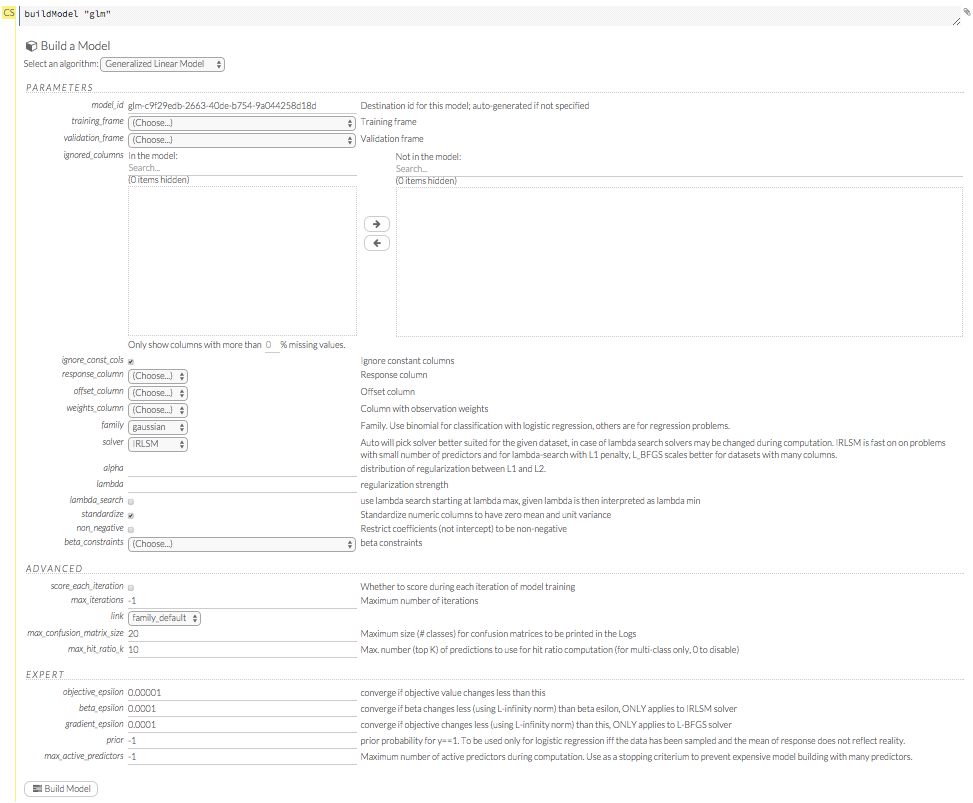 CS buildModel "glm"
Build a Model
Select an algorithm: Generalized Linear Model
PARAMETERS
model_id glm-c9f29edb-2663-40de-b754-9a044258d18d Destination id for this model; auto-generated if not specified
training_frame (Choose...) Training frame
validation_frame (Choose...) Validation frame
ignored_columns In the model: Not in the model:
Search... Search...
(0 items hidden) (0 items hidden)
Only show columns with more than 0 % missing values.
ignore_const_cols Ignore constant columns
response_column (Choose...) Response column
offset_column (Choose...) Offset column
weights_column (Choose...) Column with observation weights
family gaussian Family. Use binomial for classification with logistic regression, others are for regression problems.
solver IRLSM Auto will pick solver better suited for the given dataset, in case of lambda search solvers may be changed during computation. IRLSM is fast on on problems
with small number of predictors and for lambda-search with L1 penalty, L_BFGS scales better for datasets with many columns.
alpha distribution of regularization between L1 and L2.
lambda regularization strength
lambda_search use lambda search starting at lambda max, given lambda is then interpreted as lambda min
standardize Standardize numeric columns to have zero mean and unit variance
non_negative Restrict coefficients (not intercept) to be non-negative
beta_constraints (Choose...) beta constraints
ADVANCED
score_each_iteration Whether to score during each iteration of model training
max_iterations -1 Maximum number of iterations
link family_default
max_confusion_matrix_size 20 Maximum size (# classes) for confusion matrices to be printed in the Logs
max_hit_ratio_k 10 Max. number (top K) of predictions to use for hit ratio computation (for multi-class only, 0 to disable)
EXPERT
objective_epsilon 0.00001 converge if objective value changes less than this
beta_epsilon 0.0001 converge if beta changes less (using L-infinity norm) than beta esilon, ONLY applies to IRLSM solver
gradient_epsilon 0.0001 converge if objective changes less (using L-infinity norm) than this, ONLY applies to L-BFGS solver
prior -1 prior probability for y==1. To be used only for logistic regression iff the data has been sampled and the mean of response does not reflect reality.
max_active_predictors -1 Maximum number of active predictors during computation. Use as a stopping criterium to prevent expensive model building with many predictors.
Build Model